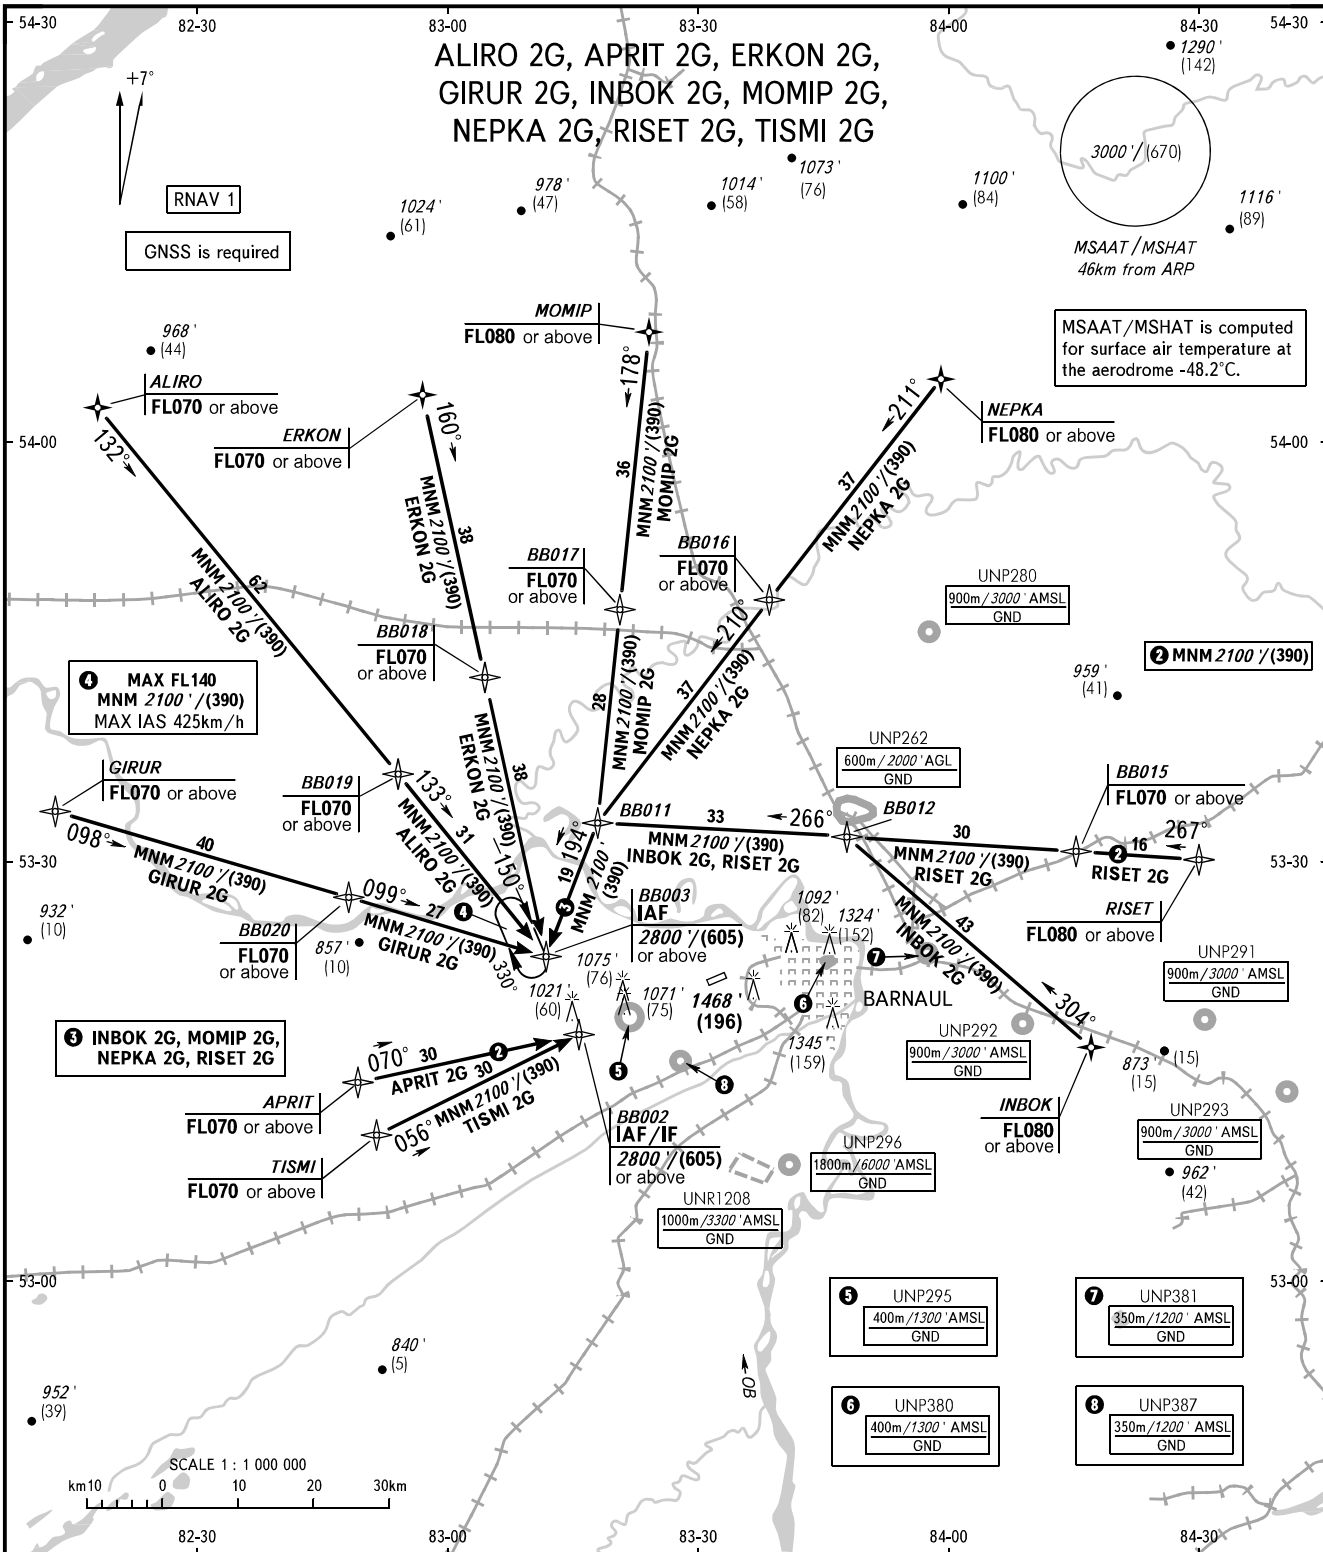 54-30
82-30
83-00
83-30
84-00
84-30
54-30
ALIRO 2G, APRIT 2G, ERKON 2G,
GIRUR 2G, INBOK 2G, MOMIP 2G,
NEPKA 2G, RISET 2G, TISMI 2G
+7°
RNAV 1
GNSS is required
1290'
(142)
3000'/(670)
MSAAT/MSHAT
46km from ARP
MSAAT/MSHAT is computed
for surface air temperature at
the aerodrome -48.2°C.
1024'
(61)
978'
(47)
1014'
(58)
1073'
(76)
1100'
(84)
1116'
(89)
968'
(44)
MOMIP
FL080 or above
ALIRO
FL070 or above
ERKON
FL070 or above
NEPKA
FL080 or above
54-00
54-00
132°
160°
178°
211°
62
MNM 2100'/(390)
ALIRO 2G
38
MNM 2100'/(390)
ERKON 2G
36
MNM 2100'/(390)
MOMIP 2G
37
MNM 2100'/(390)
NEPKA 2G
BB017
FL070
or above
BB016
FL070
or above
BB018
FL070
or above
210°
UNP280
900m/3000' AMSL
GND
2 MNM 2100'/(390)
959'
(41)
4 MAX FL140
MNM 2100'/(390)
MAX IAS 425km/h
28
MNM 2100'/(390)
MOMIP 2G
37
MNM 2100'/(390)
NEPKA 2G
38
MNM 2100'/(390)
ERKON 2G
150°
UNP262
600m/2000' AGL
GND
GIRUR
FL070 or above
BB019
FL070
or above
133°
31
MNM 2100'/(390)
ALIRO 2G
BB011
BB012
BB015
FL070 or above
098°
40
MNM 2100'/(390)
GIRUR 2G
33
266°
MNM 2100'/(390)
INBOK 2G, RISET 2G
30
MNM 2100'/(390)
RISET 2G
267°
16
2
RISET 2G
53-30
53-30
194°
19
3
MNM 2100'
(390)
099°
27
4
MNM 2100'/(390)
GIRUR 2G
BB020
FL070
or above
BB003
IAF
2800'/(605)
or above
330°
932'
(10)
857'
(10)
1092'
(82)
1324'
(152)
43
MNM 2100'/(390)
INBOK 2G
304°
RISET
FL080 or above
UNP291
900m/3000' AMSL
GND
1075'
(76)
1021'
(60)
1071'
(75)
1468'
(196)
7
6
BARNAUL
1345'
(159)
UNP292
900m/3000' AMSL
GND
873'
(15)
(15)
3 INBOK 2G, MOMIP 2G,
NEPKA 2G, RISET 2G
070°
30
2
APRIT 2G
056°
30
MNM 2100'/(390)
TISMI 2G
APRIT
FL070 or above
TISMI
FL070 or above
5
8
BB002
IAF/IF
2800'/(605)
or above
INBOK
FL080
or above
UNP293
900m/3000' AMSL
GND
962'
(42)
UNP296
1800m/6000' AMSL
GND
UNR1208
1000m/3300' AMSL
GND
53-00
53-00
5 UNP295
400m/1300' AMSL
GND
7 UNP381
350m/1200' AMSL
GND
6 UNP380
400m/1300' AMSL
GND
8 UNP387
350m/1200' AMSL
GND
840'
(5)
952'
(39)
OB
SCALE 1 : 1 000 000
km10 0 10 20 30km
82-30
83-00
83-30
84-00
84-30